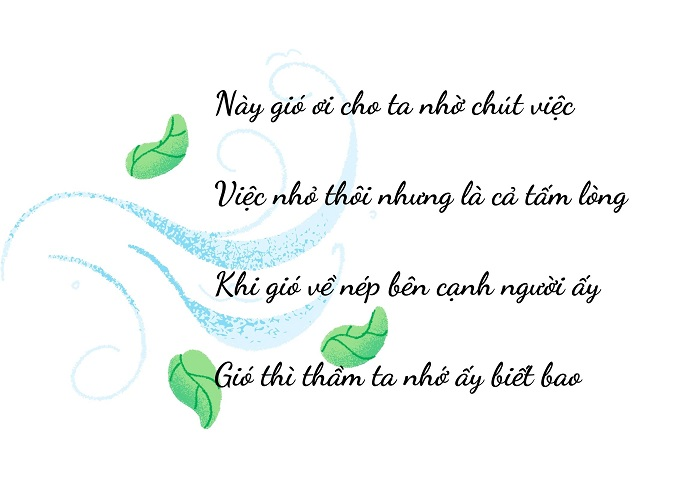 Này gió ơi cho ta nhờ chút việc
Việc nhỏ thôi nhưng là cả tấm lòng
Khi gió về nép bên cạnh người ấy
Gió thì thầm ta nhớ ấy biết bao